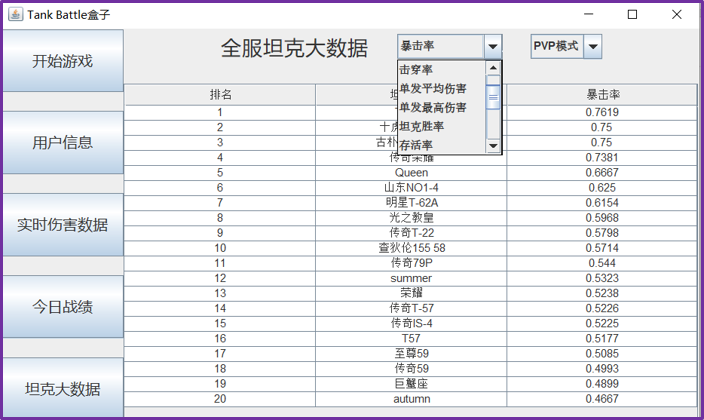 Tank Battle盒子
开始游戏
用户信息
实时伤害数据
今日战绩
坦克大数据
全服坦克大数据
暴击率
PVP模式
击穿率
单发平均伤害
单发最高伤害
坦克胜率
存活率
排名 暴击率
1 0.7619
2 0.75
3 0.75
4 传奇荣耀 0.7381
5 Queen 0.6667
6 山东NO1-4 0.625
7 明星T-62A 0.6154
8 光之教皇 0.5968
9 传奇T-22 0.5798
10 查狄伦155 58 0.5714
11 传奇79P 0.544
12 summer 0.5323
13 荣耀 0.5238
14 传奇T-57 0.5226
15 传奇IS-4 0.5225
16 T57 0.5177
17 至尊59 0.5085
18 传奇59 0.4993
19 巨蟹座 0.4899
20 autumn 0.4667